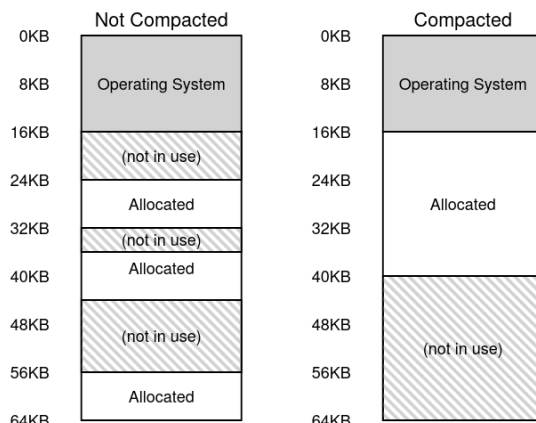 Not Compacted
0KB
8KB
16KB
24KB
32KB
40KB
48KB
56KB
64KB
Operating System
(not in use)
Allocated
(not in use)
Allocated
(not in use)
Allocated
Compacted
0KB
8KB
16KB
24KB
32KB
40KB
48KB
56KB
64KB
Operating System
Allocated
(not in use)